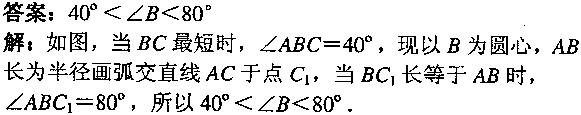 答案：40°＜∠B＜80°
解：如图，当 BC 最短时，∠ABC＝40°，现以 B 为圆心，AB
长为半径画弧交直线 AC 于点 C₁，当 BC₁ 长等于 AB 时，
∠ABC₁＝80°，所以 40°＜∠B＜80°．